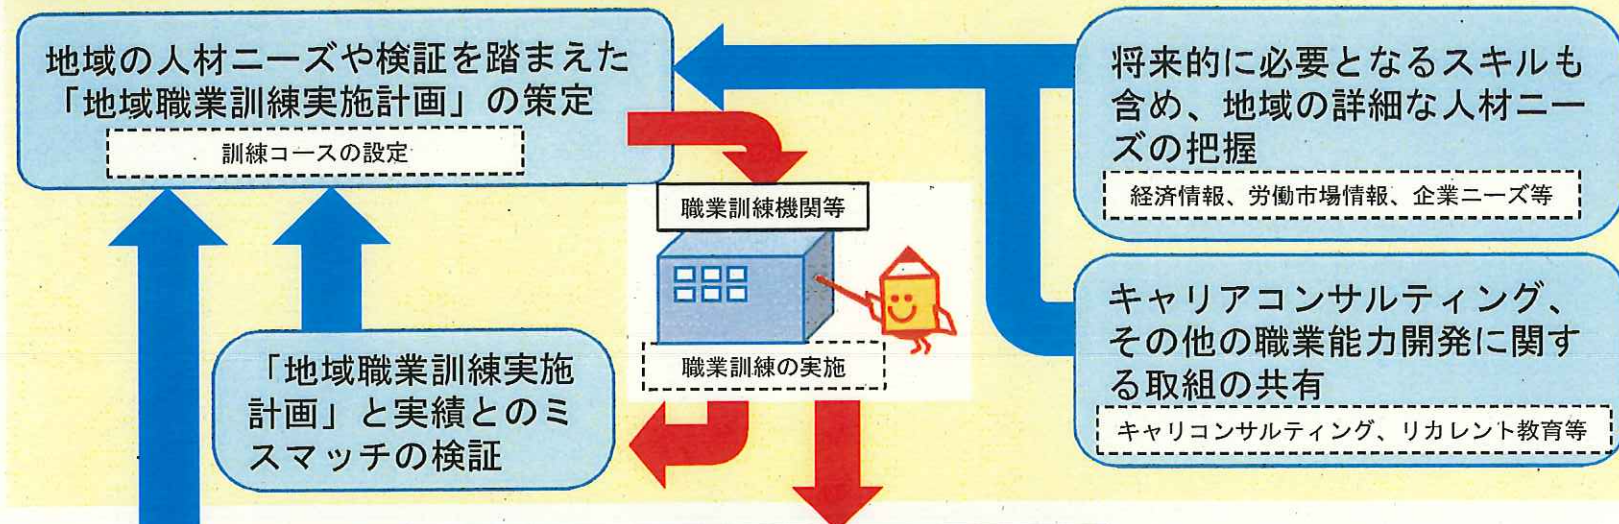 地域の人材ニーズや検証を踏まえた
「地域職業訓練実施計画」の策定
訓練コースの設定
将来的に必要となるスキルも
含め、地域の詳細な人材ニー
ズの把握
経済情報、労働市場情報、企業ニーズ等
職業訓練機関等
職業訓練の実施
キャリアコンサルティング、
その他の職業能力開発に関す
る取組の共有
キャリコンサルティング、リカレント教育等
「地域職業訓練実施
計画」と実績とのミ
スマッチの検証